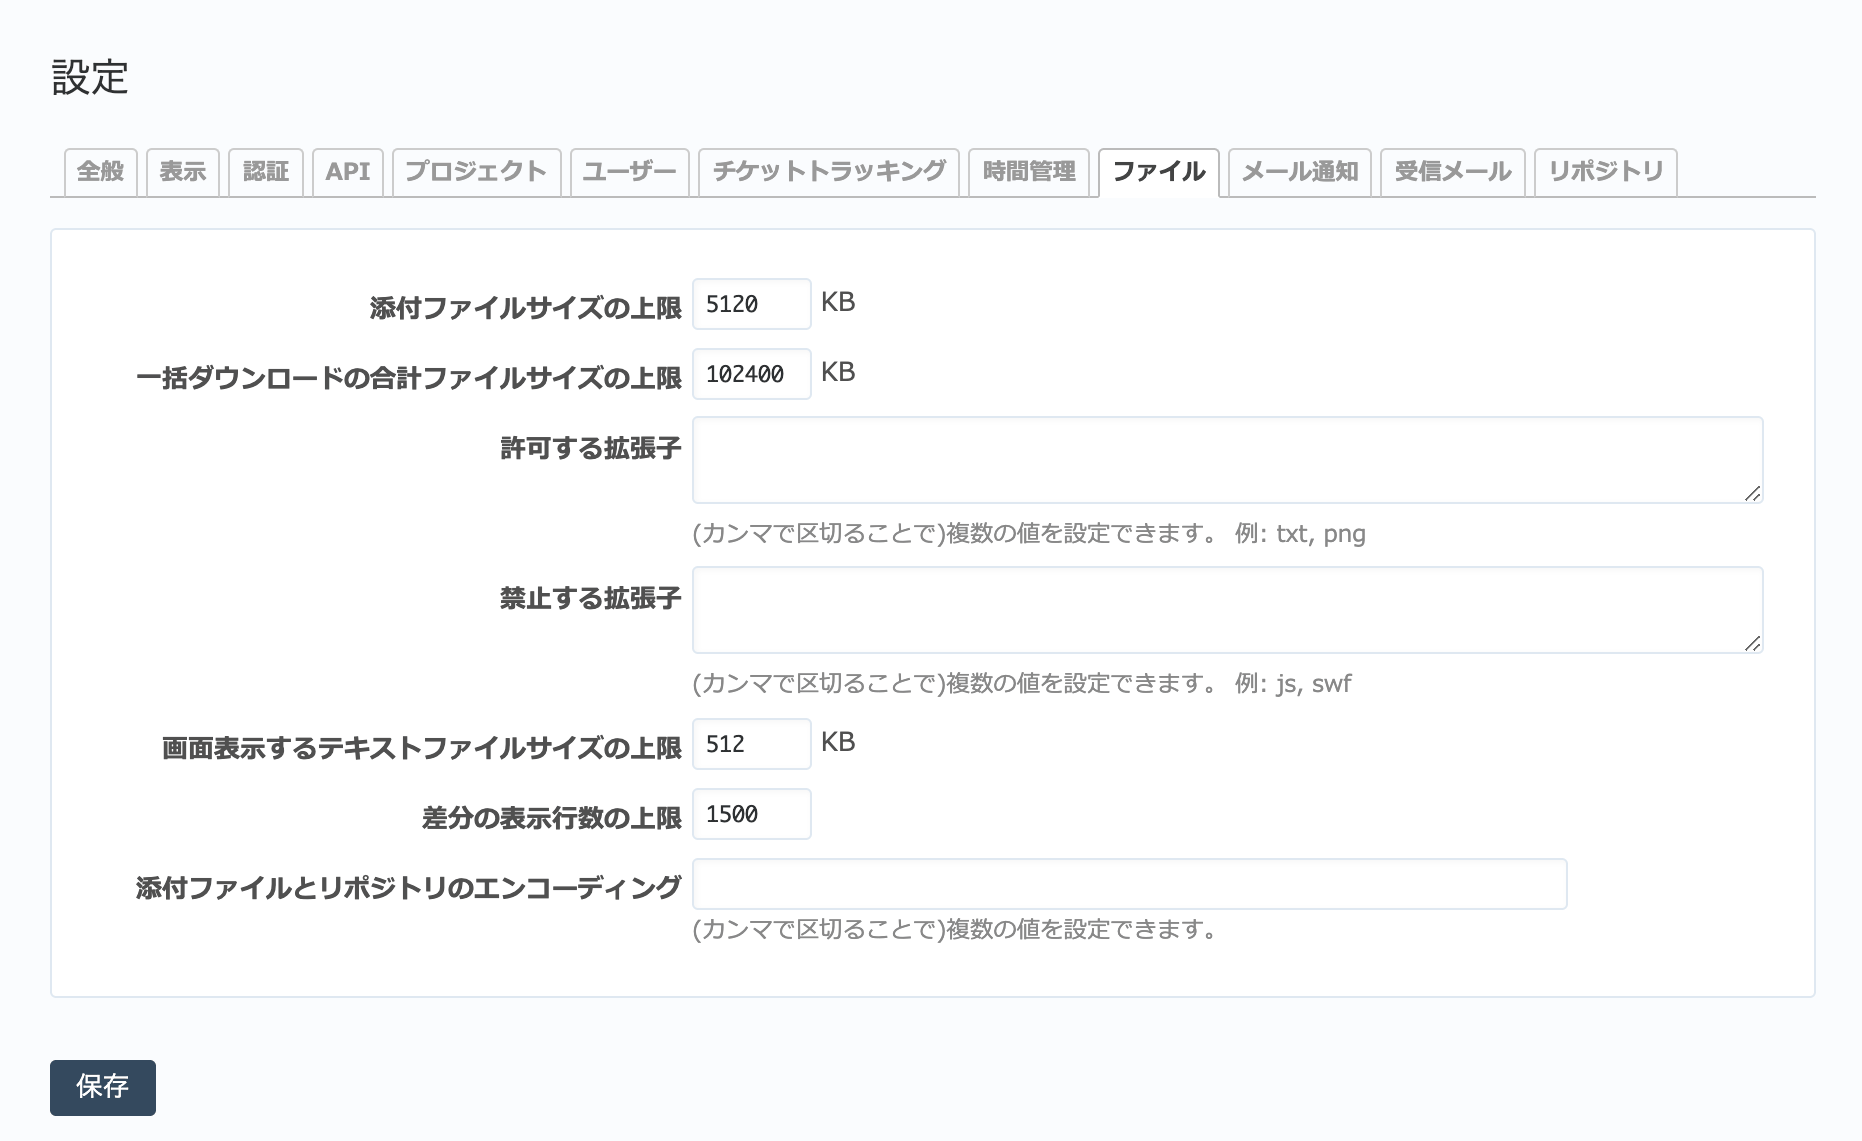 設定
全般 表示 認証 API プロジェクト ユーザー チケットトラッキング 時間管理 ファイル メール通知 受信メール リポジトリ
添付ファイルサイズの上限 5120 KB
一括ダウンロードの合計ファイルサイズの上限 102400 KB
許可する拡張子
(カンマで区切ることで)複数の値を設定できます。 例: txt, png
禁止する拡張子
(カンマで区切ることで)複数の値を設定できます。 例: js, swf
画面表示するテキストファイルサイズの上限 512 KB
差分の表示行数の上限 1500
添付ファイルとリポジトリのエンコーディング
(カンマで区切ることで)複数の値を設定できます。
保存